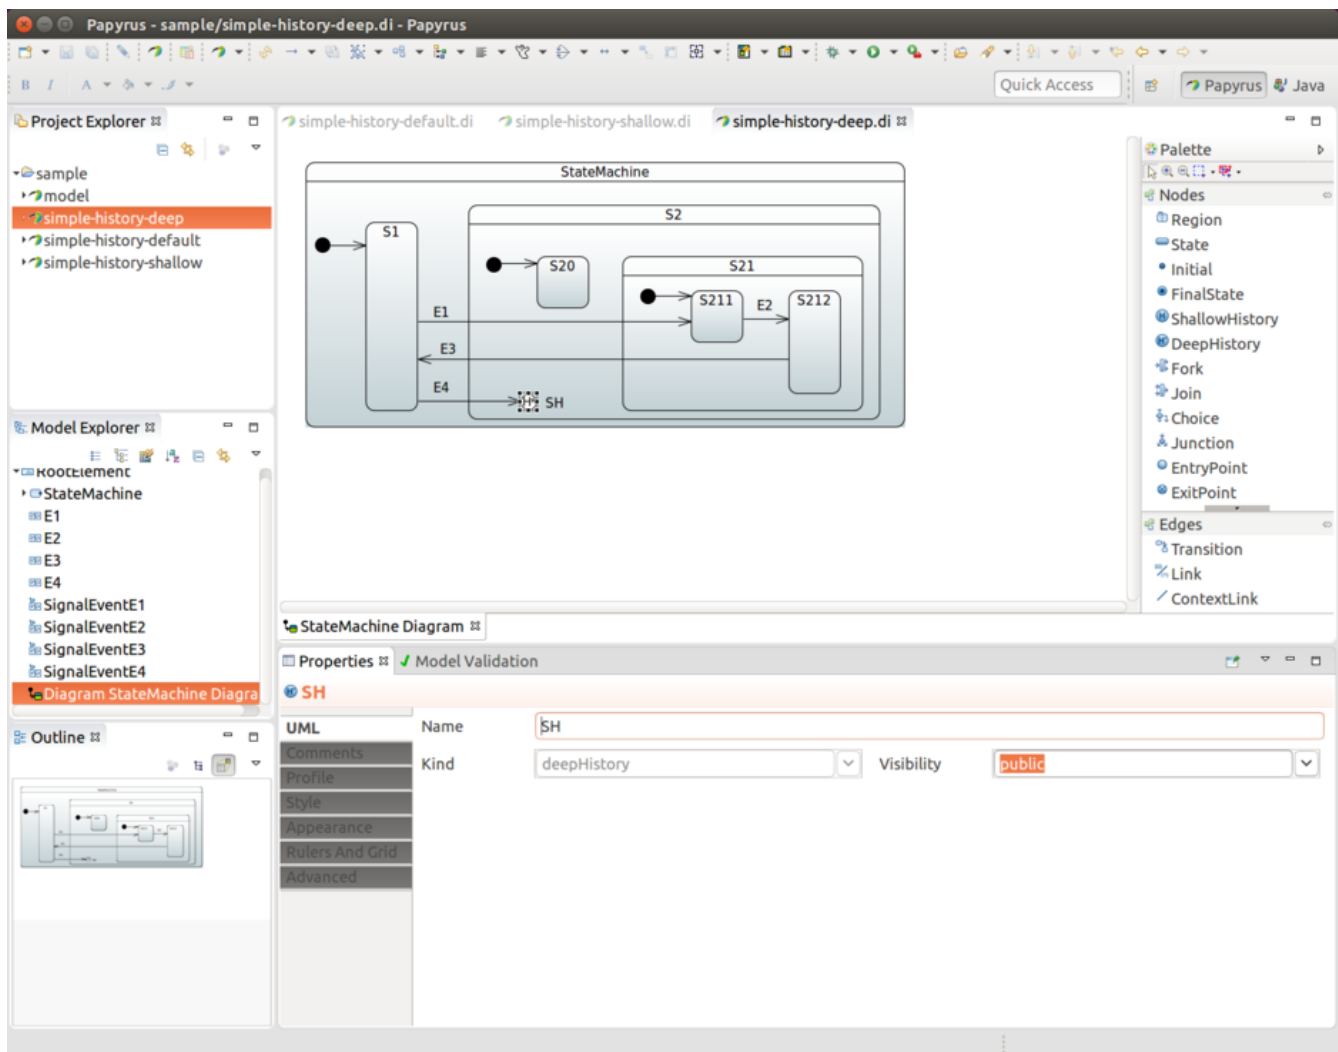 Papyrus - sample/simple-history-deep.di - Papyrus
B I A
Quick Access
Papyrus
Java
Project Explorer
sample
model
simple-history-deep
simple-history-default
simple-history-shallow
simple-history-default.di
simple-history-shallow.di
simple-history-deep.di
StateMachine
S1
S2
S20
S21
S211
E2
S212
E1
E3
E4
SH
Palette
Nodes
Region
State
Initial
FinalState
ShallowHistory
DeepHistory
Fork
Join
Choice
Junction
EntryPoint
ExitPoint
Edges
Transition
Link
ContextLink
Model Explorer
RootElement
StateMachine
E1
E2
E3
E4
SignalEventE1
SignalEventE2
SignalEventE3
SignalEventE4
Diagram StateMachine Diagra
StateMachine Diagram
Properties
Model Validation
SH
UML
Comments
Profile
Style
Appearance
Rulers And Grid
Advanced
Name
SH
Kind
deepHistory
Visibility
public
Outline